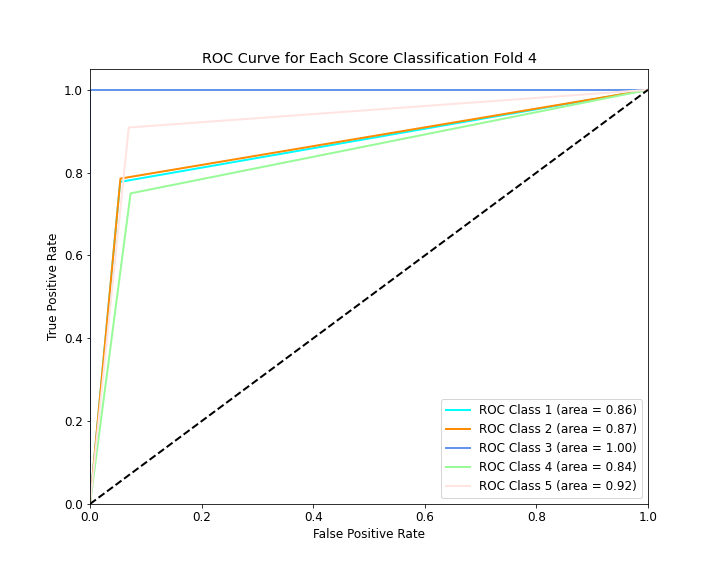 ROC Curve for Each Score Classification Fold 4
True Positive Rate
1.0
0.8
0.6
0.4
0.2
0.0
ROC Class 1 (area = 0.86)
ROC Class 2 (area = 0.87)
ROC Class 3 (area = 1.00)
ROC Class 4 (area = 0.84)
ROC Class 5 (area = 0.92)
0.0 0.2 0.4 0.6 0.8 1.0
False Positive Rate